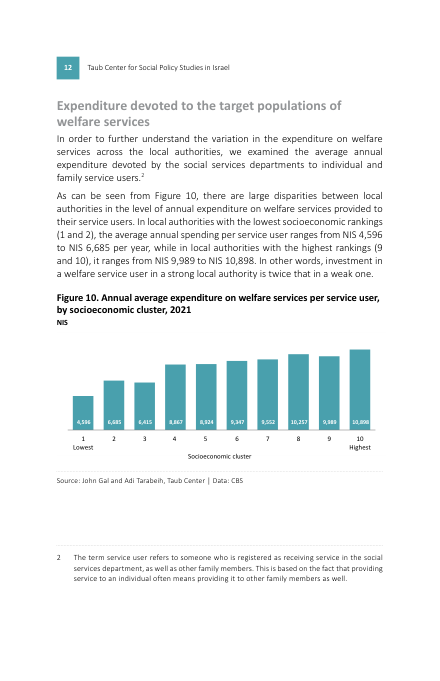 12 Taub Center for Social Policy Studies in Israel
Expenditure devoted to the target populations of
welfare services
In order to further understand the variation in the expenditure on welfare
services across the local authorities, we examined the average annual
expenditure devoted by the social services departments to individual and
family service users.2
As can be seen from Figure 10, there are large disparities between local
authorities in the level of annual expenditure on welfare services provided to
their service users. In local authorities with the lowest socioeconomic rankings
(1 and 2), the average annual spending per service user ranges from NIS 4,596
to NIS 6,685 per year, while in local authorities with the highest rankings (9
and 10), it ranges from NIS 9,989 to NIS 10,898. In other words, investment in
a welfare service user in a strong local authority is twice that in a weak one.
Figure 10. Annual average expenditure on welfare services per service user,
by socioeconomic cluster, 2021
NIS
4,596 6,685 6,415 8,867 8,924 9,347 9,552 10,257 9,989 10,898
1 2 3 4 5 6 7 8 9 10
Lowest Highest
Socioeconomic cluster
Source: John Gal and Adi Tarabeih, Taub Center | Data: CBS
2 The term service user refers to someone who is registered as receiving service in the social
services department, as well as other family members. This is based on the fact that providing
service to an individual often means providing it to other family members as well.